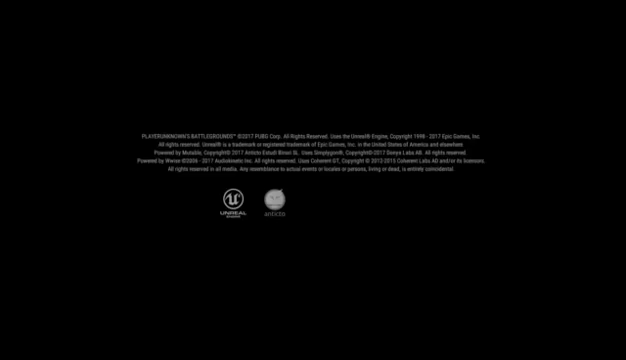 PLAYERUNKNOWN'S BATTLEGROUNDS™ ©2017 PUBG Corp. All Rights Reserved. Uses the Unreal® Engine, Copyright 1998 - 2017 Epic Games, Inc.
All rights reserved. Unreal® is a trademark or registered trademark of Epic Games, Inc. in the United States of America and elsewhere
Powered by Mutable, Copyright© 2017 Anticto Estudi Binari SL. Uses Simplygon®, Copyright©2017 Donya Labs AB. All rights reserved.
Powered by Wwise ©2006 - 2017 Audiokinetic Inc. All rights reserved. Uses Coherent GT, Copyright © 2012-2015 Coherent Labs AD and/or its licensors.
All rights reserved in all media. Any resemblance to actual events or locales or persons, living or dead, is entirely coincidental.
UNREAL
ENGINE
anticto